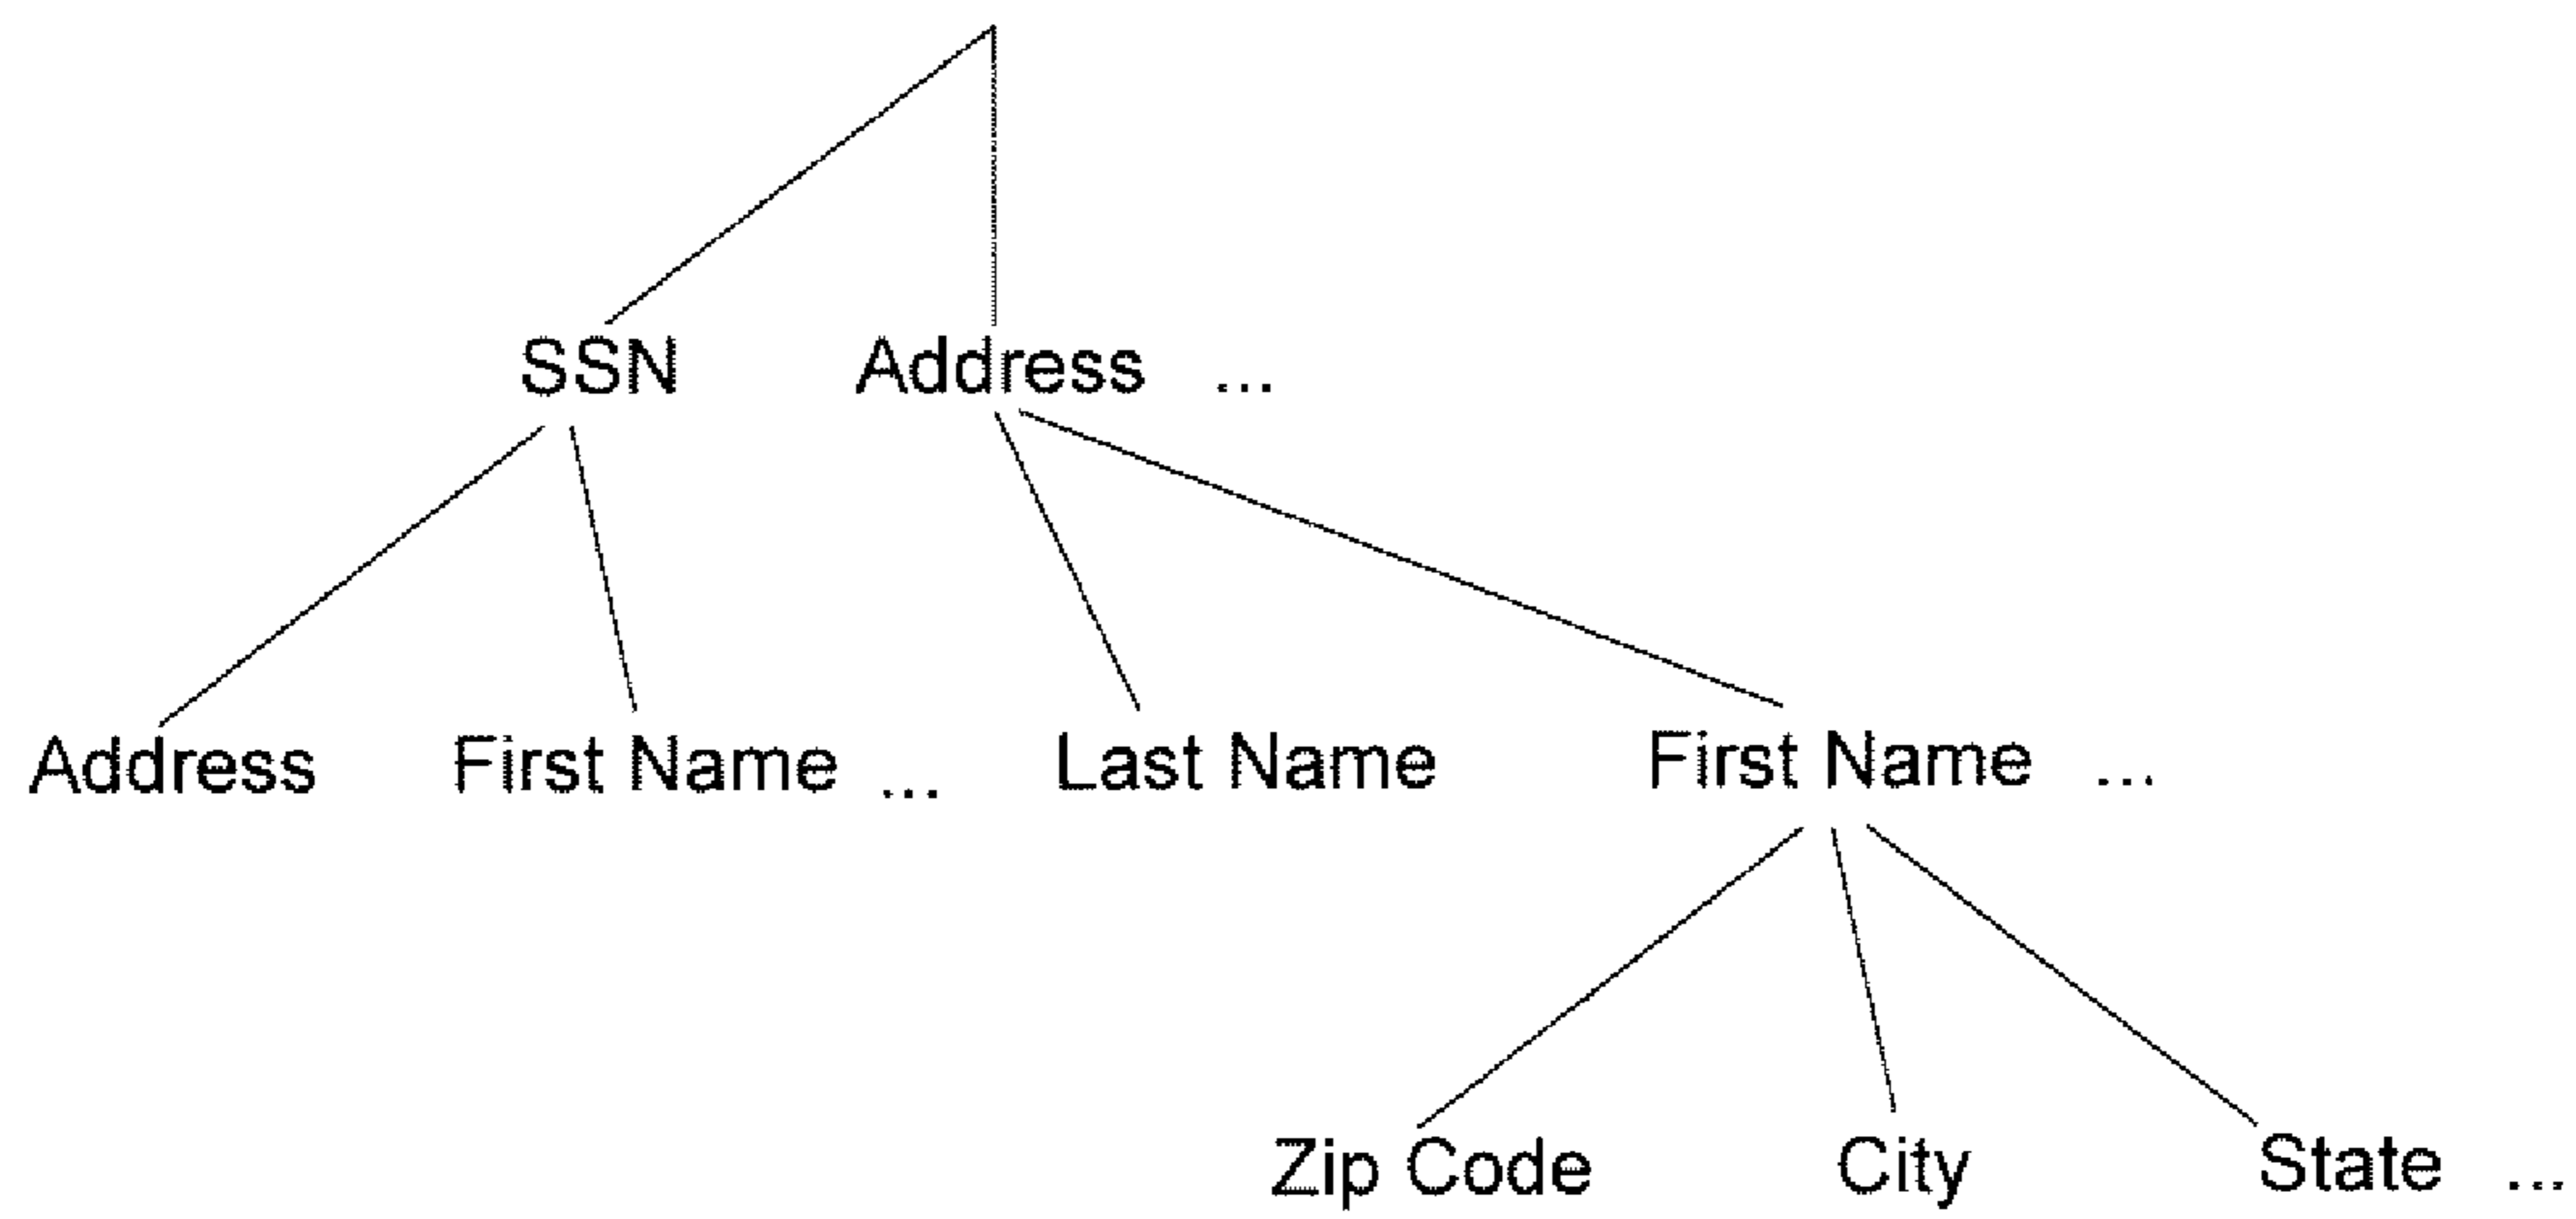 SSN Address ...
Address First Name ... Last Name First Name ...
Zip Code City State ...